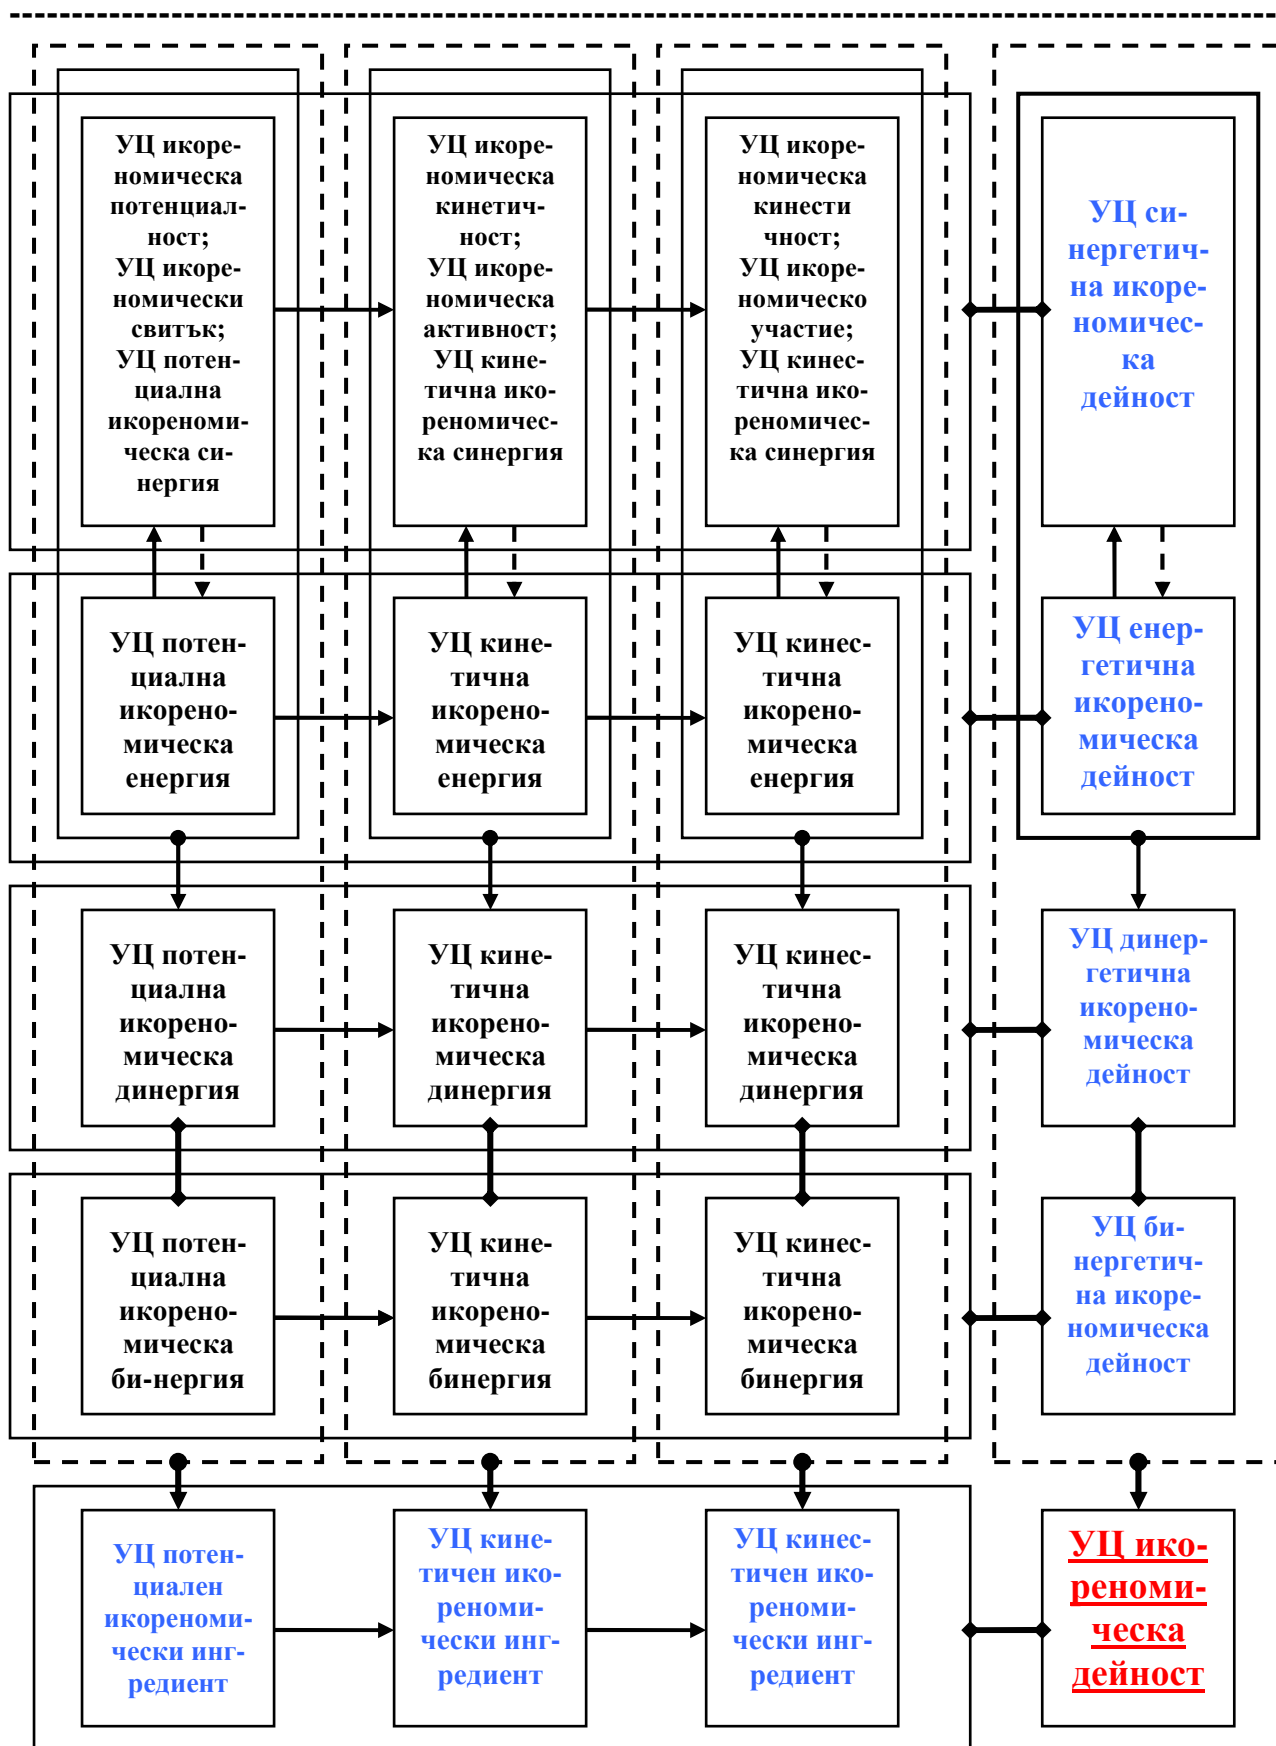 УЦ икоре-
номическа
потенциал-
ност;
УЦ икоре-
номически
свитък;
УЦ потен-
циална
икореноми-
ческа си-
нергия
УЦ икоре-
номическа
кинетич-
ност;
УЦ икоре-
номическа
активност;
УЦ кине-
тична ико-
реномичес-
ка синергия
УЦ икоре-
номическа
кинести
чност;
УЦ икоре-
номическо
участие;
УЦ кинес-
тична ико-
реномичес-
ка синергия
УЦ си-
нергетич-
на икоре-
номичес-
ка
дейност
УЦ потен-
циална
икорено-
мическа
енергия
УЦ кине-
тична
икорено-
мическа
енергия
УЦ кинес-
тична
икорено-
мическа
енергия
УЦ енер-
гетична
икорено-
мическа
дейност
УЦ потен-
циална
икорено-
мическа
динергия
УЦ кине-
тична
икорено-
мическа
динергия
УЦ кинес-
тична
икорено-
мическа
динергия
УЦ динер-
гетична
икорено-
мическа
дейност
УЦ потен-
циална
икорено-
мическа
би-нергия
УЦ кине-
тична
икорено-
мическа
бинергия
УЦ кинес-
тична
икорено-
мическа
бинергия
УЦ би-
нергетич-
на икоре-
номическа
дейност
УЦ потен-
циален
икореноми-
чески инг-
редиент
УЦ кине-
тичен ико-
реноми-
чески инг-
редиент
УЦ кинес-
тичен ико-
реноми-
чески инг-
редиент
УЦ ико-
реноми-
ческа
дейност